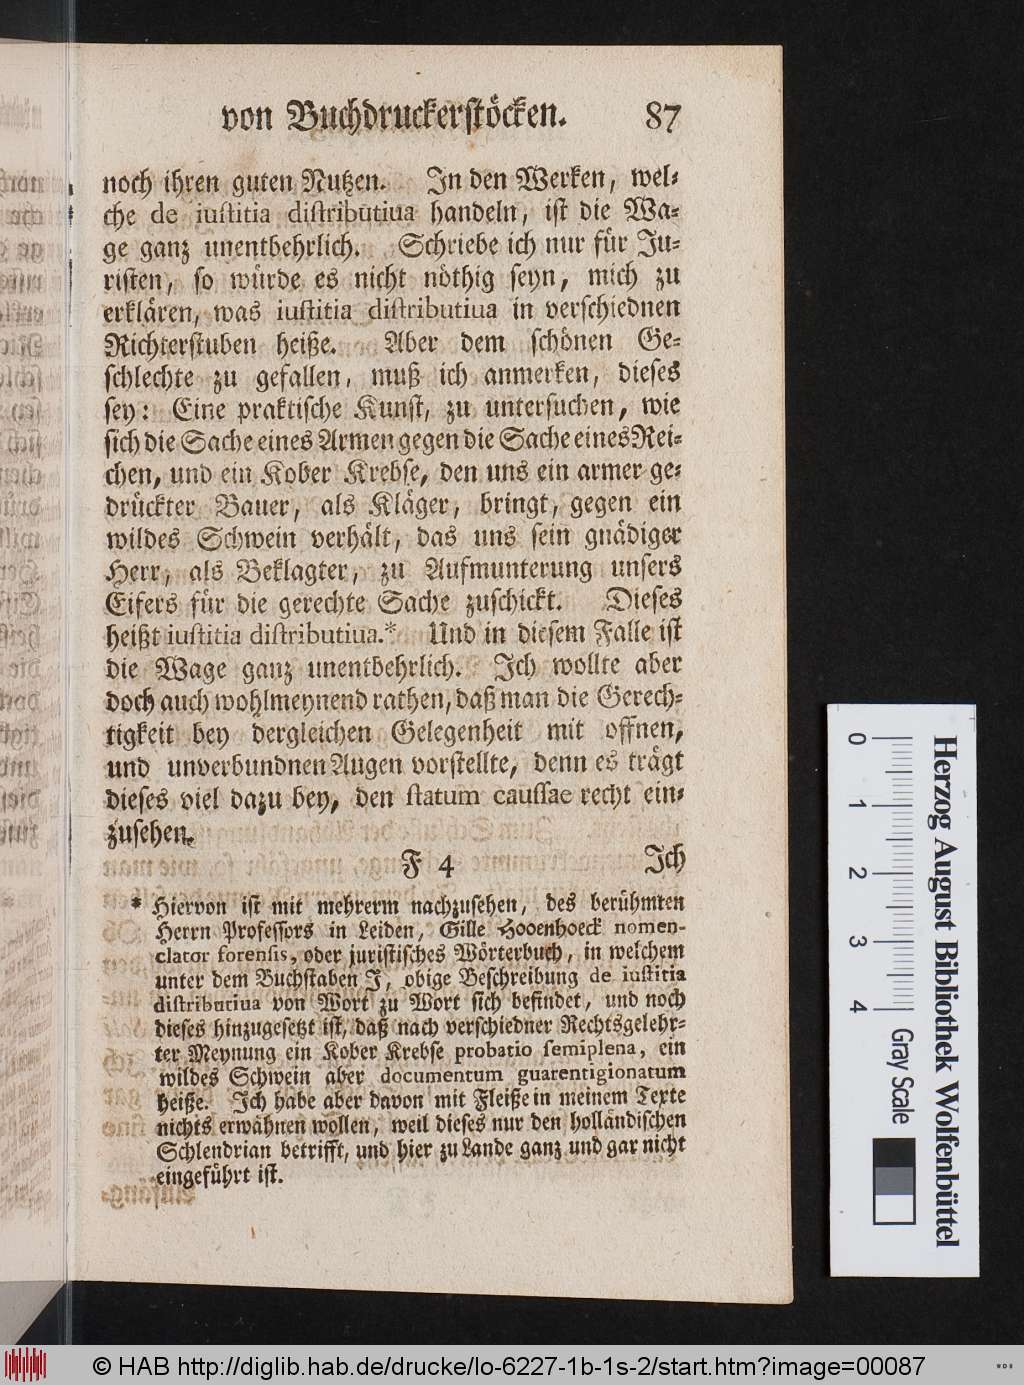 von Buchdruckerstöcken. 87
noch ihren guten Nutzen. In den Werken, wel-
che de iustitia distributiua handeln, ist die Wa-
ge ganz unentbehrlich. Schriebe ich nur für Ju-
risten, so würde es nicht nöthig seyn, mich zu
erklären, was iustitia distributiua in verschiednen
Richterstuben heiße. Aber dem schönen Ge-
schlechte zu gefallen, muß ich anmerken, dieses
sey: Eine praktische Kunst, zu untersuchen, wie
sich die Sache eines Armen gegen die Sache eines Rei-
chen, und ein Kober Krebse, den uns ein armer ge-
drückter Bauer, als Kläger, bringt, gegen ein
wildes Schwein verhält, das uns sein gnädiger
Herr, als Beklagter, zu Aufmunterung unsers
Eifers für die gerechte Sache zuschickt. Dieses
heißt iustitia distributiua.* Und in diesem Falle ist
die Wage ganz unentbehrlich. Ich wollte aber
doch auch wohlmeynend rathen, daß man die Gerech-
tigkeit bey dergleichen Gelegenheit mit offnen,
und unverbundnen Augen vorstellte, denn es trägt
dieses viel dazu bey, den statum caussae recht ein-
zusehen.
F 4 Ich
* Hiervon ist mit mehrerm nachzusehen, des berühmten
Herrn Professors in Leiden, Gille Hooenhoeck nomen-
clator forensis, oder juristisches Wörterbuch, in welchem
unter dem Buchstaben J, obige Beschreibung de iustitia
distributiua von Wort zu Wort sich befindet, und noch
dieses hinzugesetzt ist, daß nach verschiedner Rechtsgelehr-
ter Meynung ein Kober Krebse probatio semiplena, ein
wildes Schwein aber documentum guarentigionatum
heiße. Ich habe aber davon mit Fleiße in meinem Texte
nichts erwähnen wollen, weil dieses nur den holländischen
Schlendrian betrifft, und hier zu Lande ganz und gar nicht
eingeführt ist.
0 1 2 3 4
Gray Scale
Herzog August Bibliothek Wolfenbüttel
© HAB http://diglib.hab.de/drucke/lo-6227-1b-1s-2/start.htm?image=00087